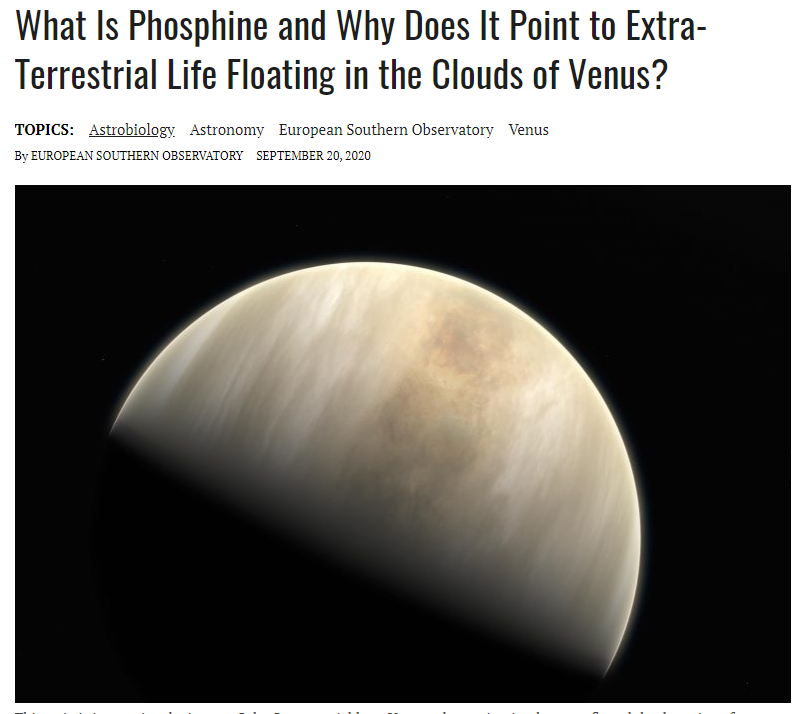 What Is Phosphine and Why Does It Point to Extra-
Terrestrial Life Floating in the Clouds of Venus?
TOPICS: Astrobiology Astronomy European Southern Observatory Venus
By EUROPEAN SOUTHERN OBSERVATORY SEPTEMBER 20, 2020